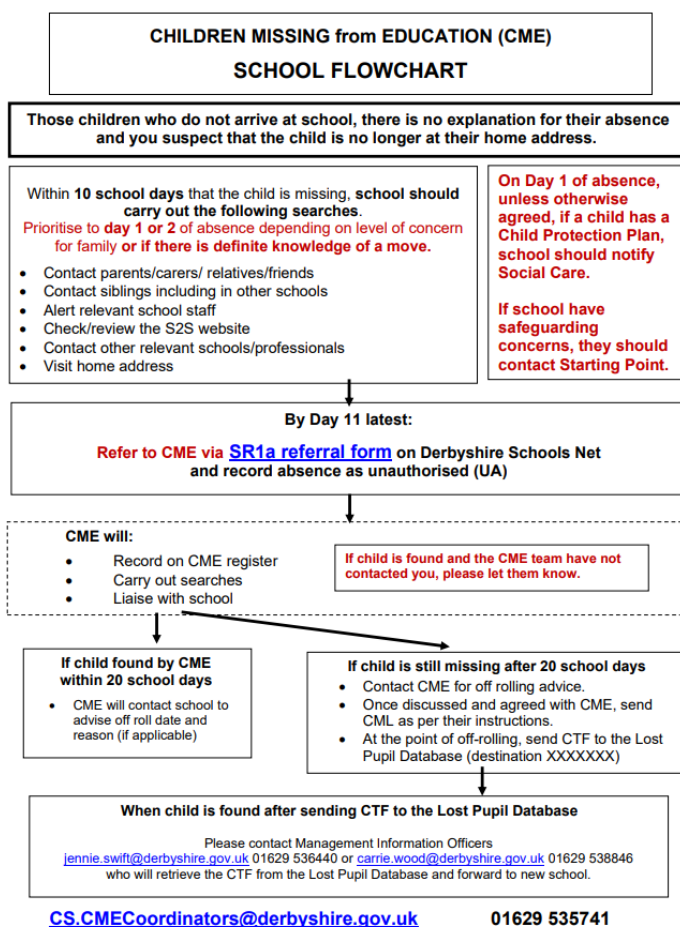 CHILDREN MISSING from EDUCATION (CME)
SCHOOL FLOWCHART
Those children who do not arrive at school, there is no explanation for their absence
and you suspect that the child is no longer at their home address.
Within 10 school days that the child is missing, school should
carry out the following searches.
Prioritise to day 1 or 2 of absence depending on level of concern
for family or if there is definite knowledge of a move.
• Contact parents/carers/ relatives/friends
• Contact siblings including in other schools
• Alert relevant school staff
• Check/review the S2S website
• Contact other relevant schools/professionals
• Visit home address
On Day 1 of absence,
unless otherwise
agreed, if a child has a
Child Protection Plan,
school should notify
Social Care.
If school have
safeguarding
concerns, they should
contact Starting Point.
By Day 11 latest:
Refer to CME via SR1a referral form on Derbyshire Schools Net
and record absence as unauthorised (UA)
CME will:
• Record on CME register
• Carry out searches
• Liaise with school
If child is found and the CME team have not
contacted you, please let them know.
If child found by CME
within 20 school days
• CME will contact school to
advise off roll date and
reason (if applicable)
If child is still missing after 20 school days
• Contact CME for off rolling advice.
• Once discussed and agreed with CME, send
CML as per their instructions.
• At the point of off-rolling, send CTF to the Lost
Pupil Database (destination XXXXXXX)
When child is found after sending CTF to the Lost Pupil Database
Please contact Management Information Officers
jennie.swift@derbyshire.gov.uk 01629 536440 or carrie.wood@derbyshire.gov.uk 01629 538846
who will retrieve the CTF from the Lost Pupil Database and forward to new school.
CS.CMECoordinators@derbyshire.gov.uk 01629 535741